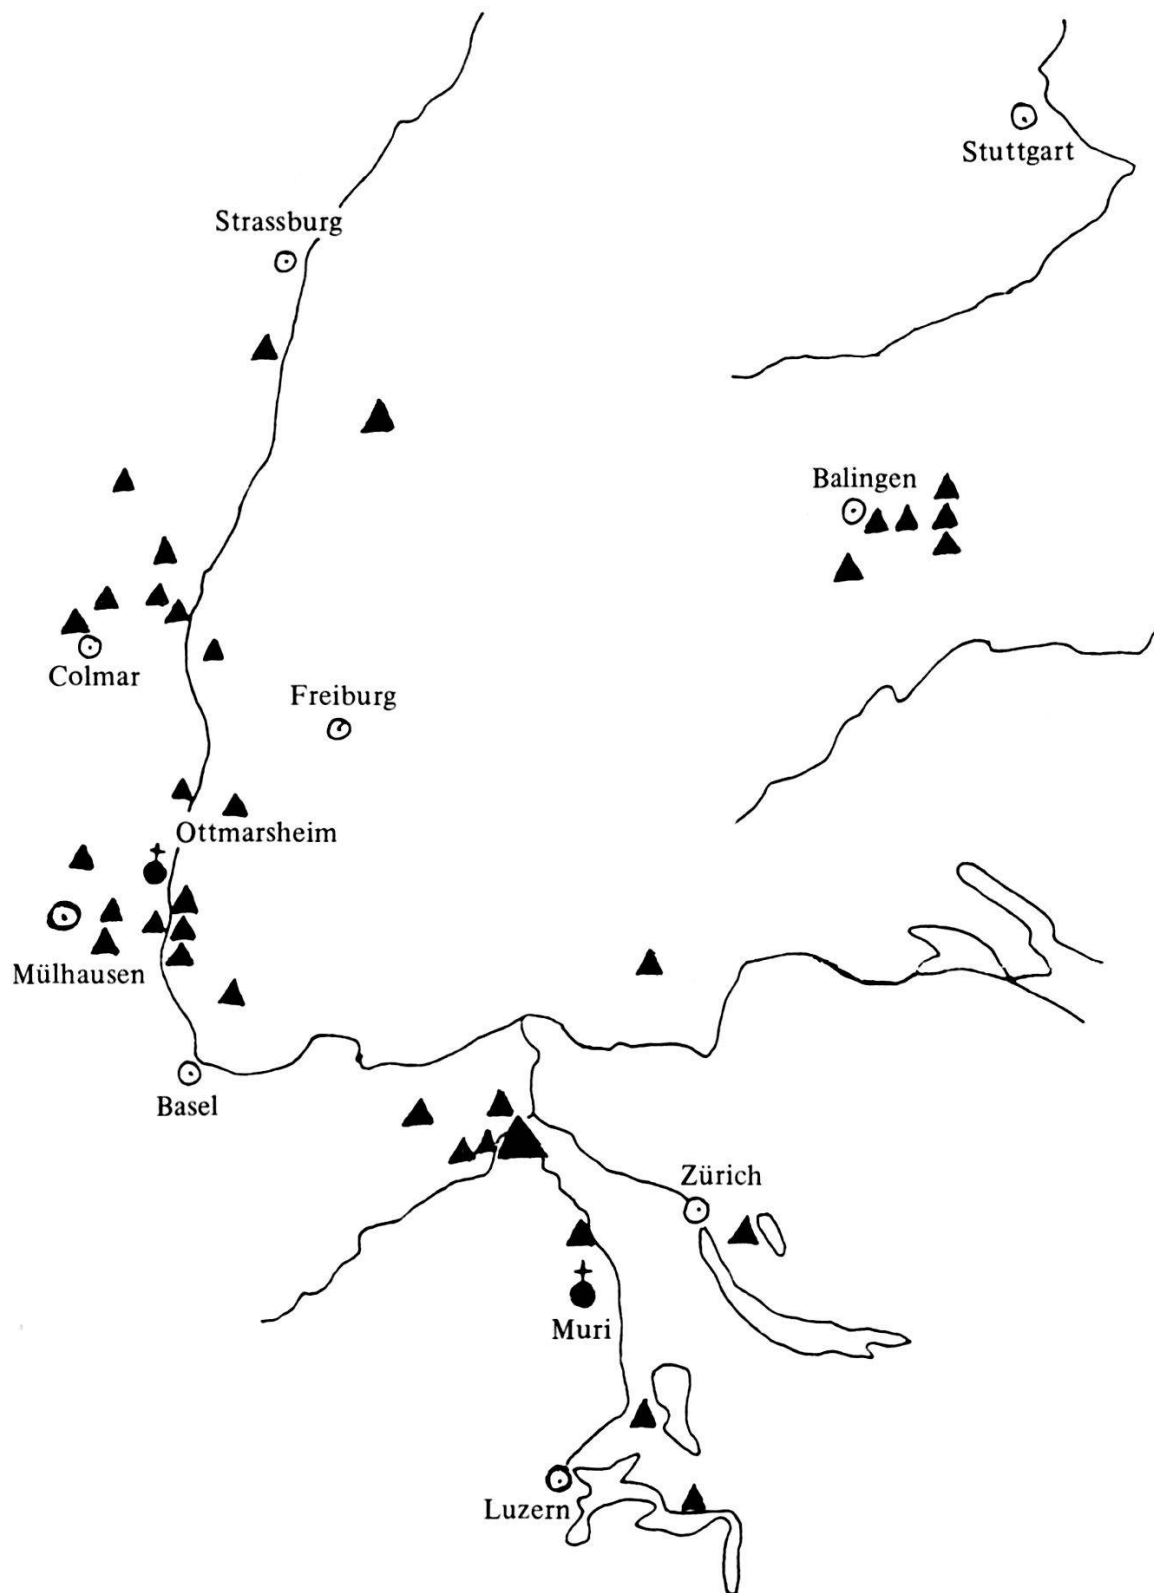 Stuttgart
Strassburg
Balingen
Colmar
Freiburg
Ottmarsheim
Mülhausen
Basel
Zürich
Muri
Luzern